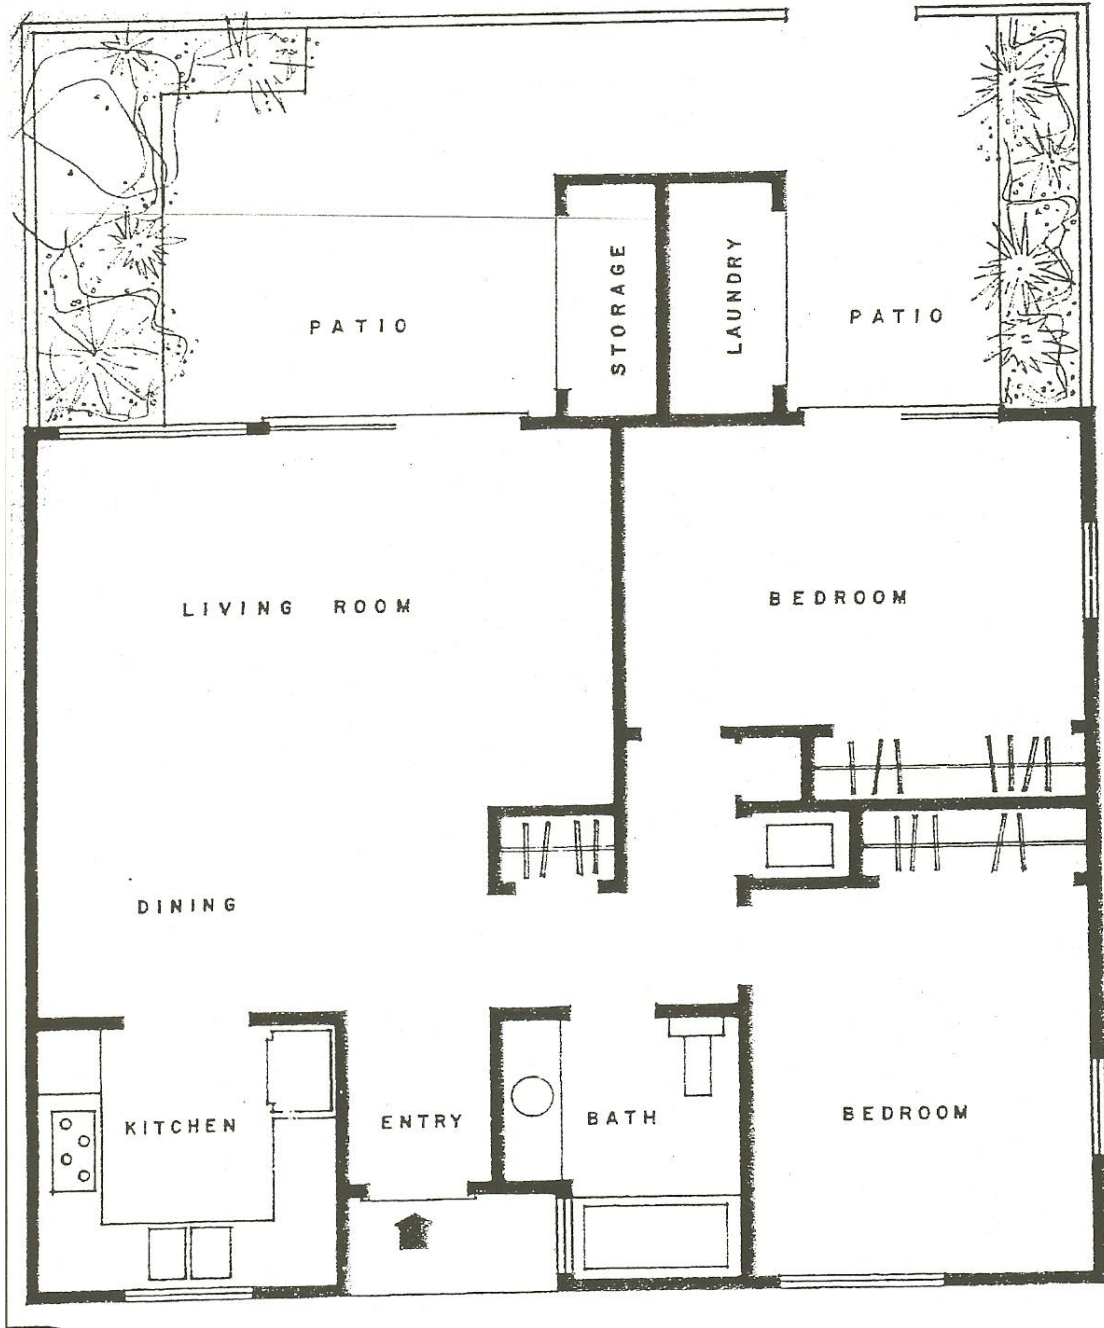 STORAGE
LAUNDRY
PATIO
PATIO
LIVING ROOM
BEDROOM
DINING
KITCHEN
ENTRY
BATH
BEDROOM